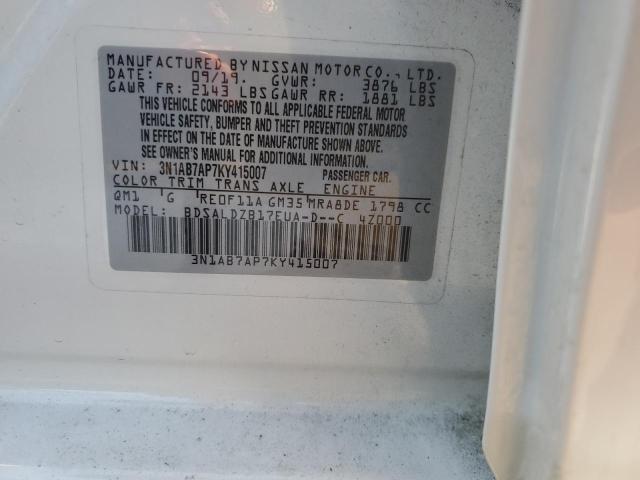 MANUFACTURED BY NISSAN MOTOR CO., LTD.
DATE: 09/19. GVWR: 3876 LBS
GAWR FR: 2143 LBS GAWR RR: 1881 LBS
THIS VEHICLE CONFORMS TO ALL APPLICABLE FEDERAL MOTOR
VEHICLE SAFETY, BUMPER AND THEFT PREVENTION STANDARDS
IN EFFECT ON THE DATE OF MANUFACTURE SHOWN ABOVE.
SEE OWNER'S MANUAL FOR ADDITIONAL INFORMATION
VIN: 3N1AB7AP7KY415007 PASSENGER CAR.
COLOR TRIM TRANS AXLE ENGINE
QM1 G RE0F11A GM35 MRA8DE 1798 CC
MODEL: BDSALDZB17EUA-D--C 4Z000
3N1AB7AP7KY415007